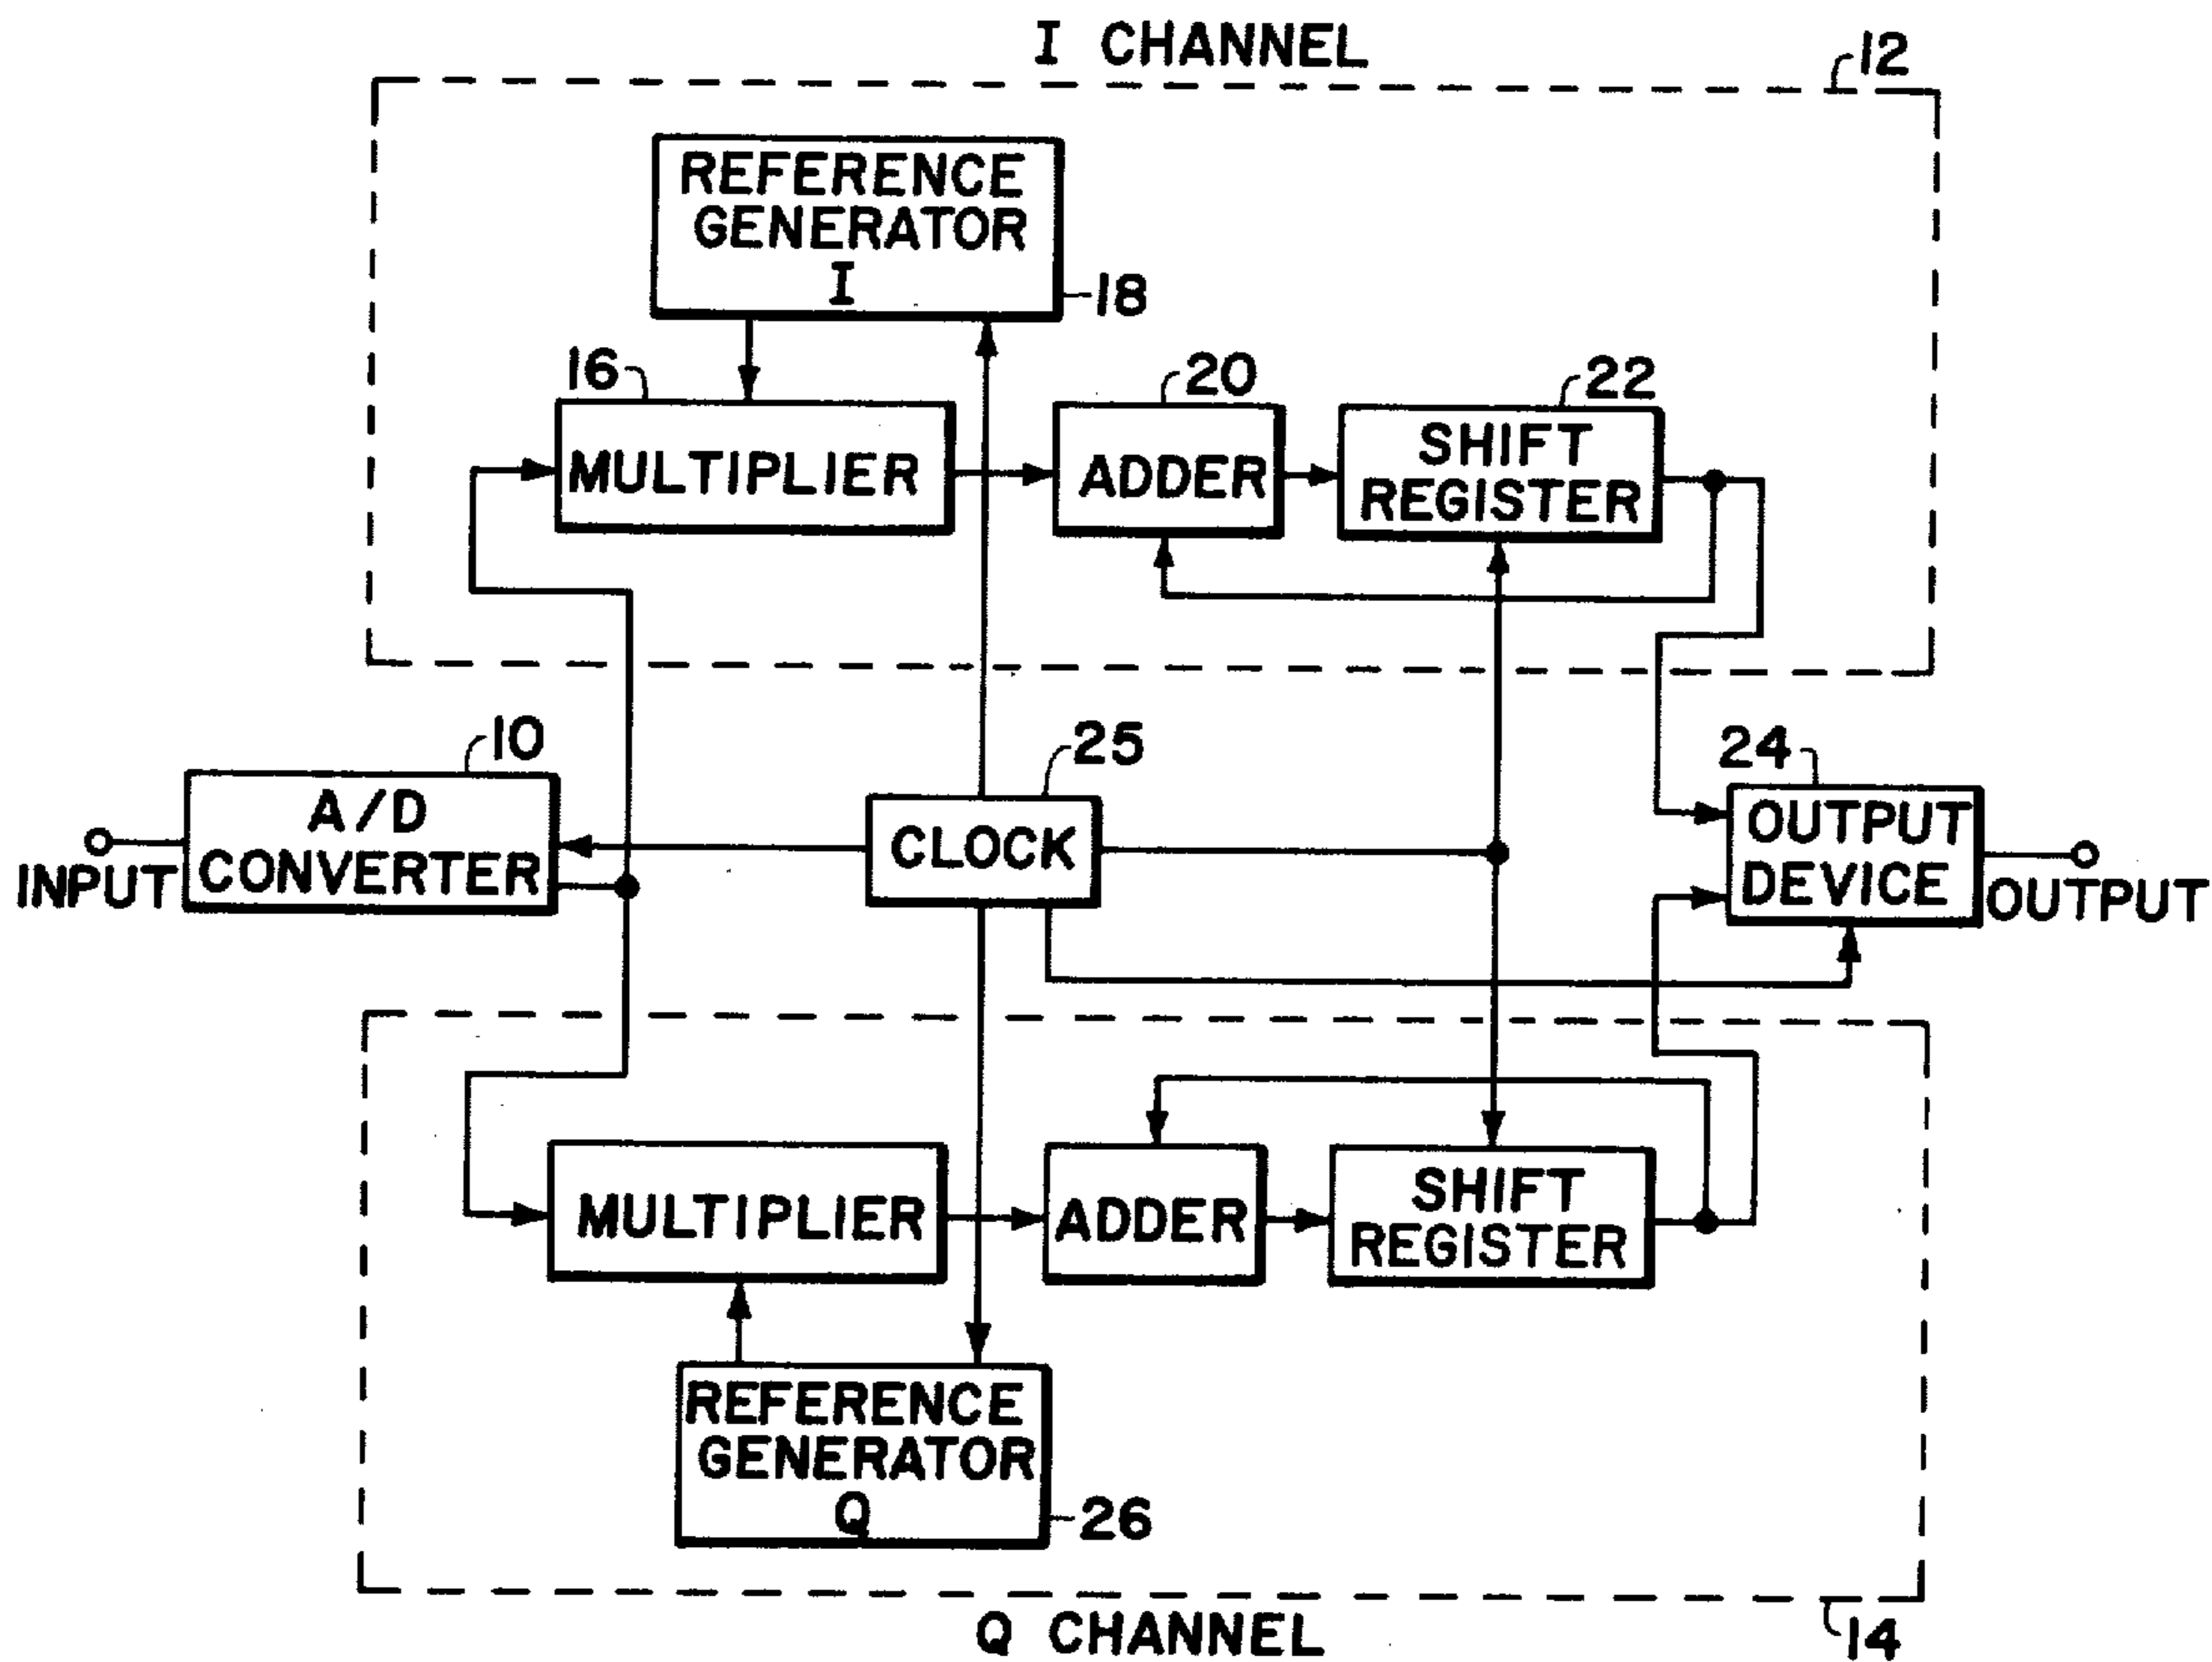 I CHANNEL
12
REFERENCE
GENERATOR
I
18
16
20
22
MULTIPLIER
ADDER
SHIFT
REGISTER
10
25
24
A/D
CONVERTER
INPUT
CLOCK
OUTPUT
DEVICE
OUTPUT
MULTIPLIER
ADDER
SHIFT
REGISTER
REFERENCE
GENERATOR
Q
26
Q CHANNEL
14